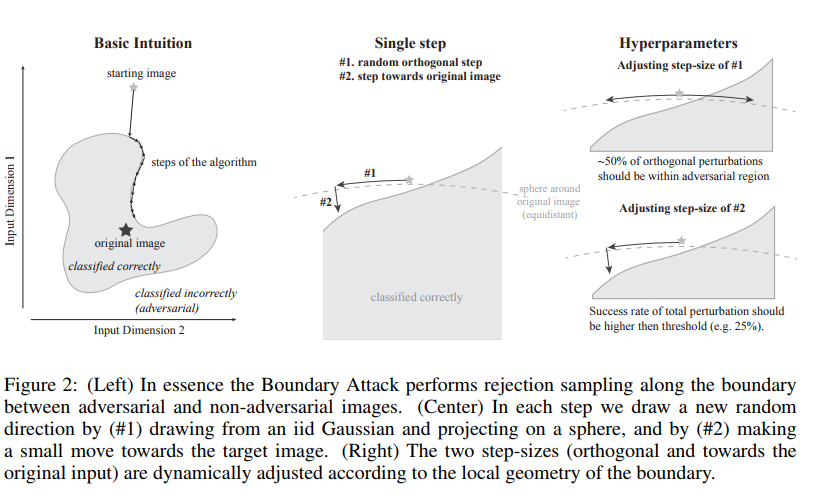 Basic Intuition
starting image
steps of the algorithm
original image
classified correctly
classified incorrectly
(adversarial)
Input Dimension 1
Input Dimension 2
Single step
#1. random orthogonal step
#2. step towards original image
#1
#2
sphere around
original image
(equidistant)
classified correctly
Hyperparameters
Adjusting step-size of #1
~50% of orthogonal perturbations
should be within adversarial region
Adjusting step-size of #2
Success rate of total perturbation should
be higher then threshold (e.g. 25%).
Figure 2: (Left) In essence the Boundary Attack performs rejection sampling along the boundary
between adversarial and non-adversarial images. (Center) In each step we draw a new random
direction by (#1) drawing from an iid Gaussian and projecting on a sphere, and by (#2) making
a small move towards the target image. (Right) The two step-sizes (orthogonal and towards the
original input) are dynamically adjusted according to the local geometry of the boundary.